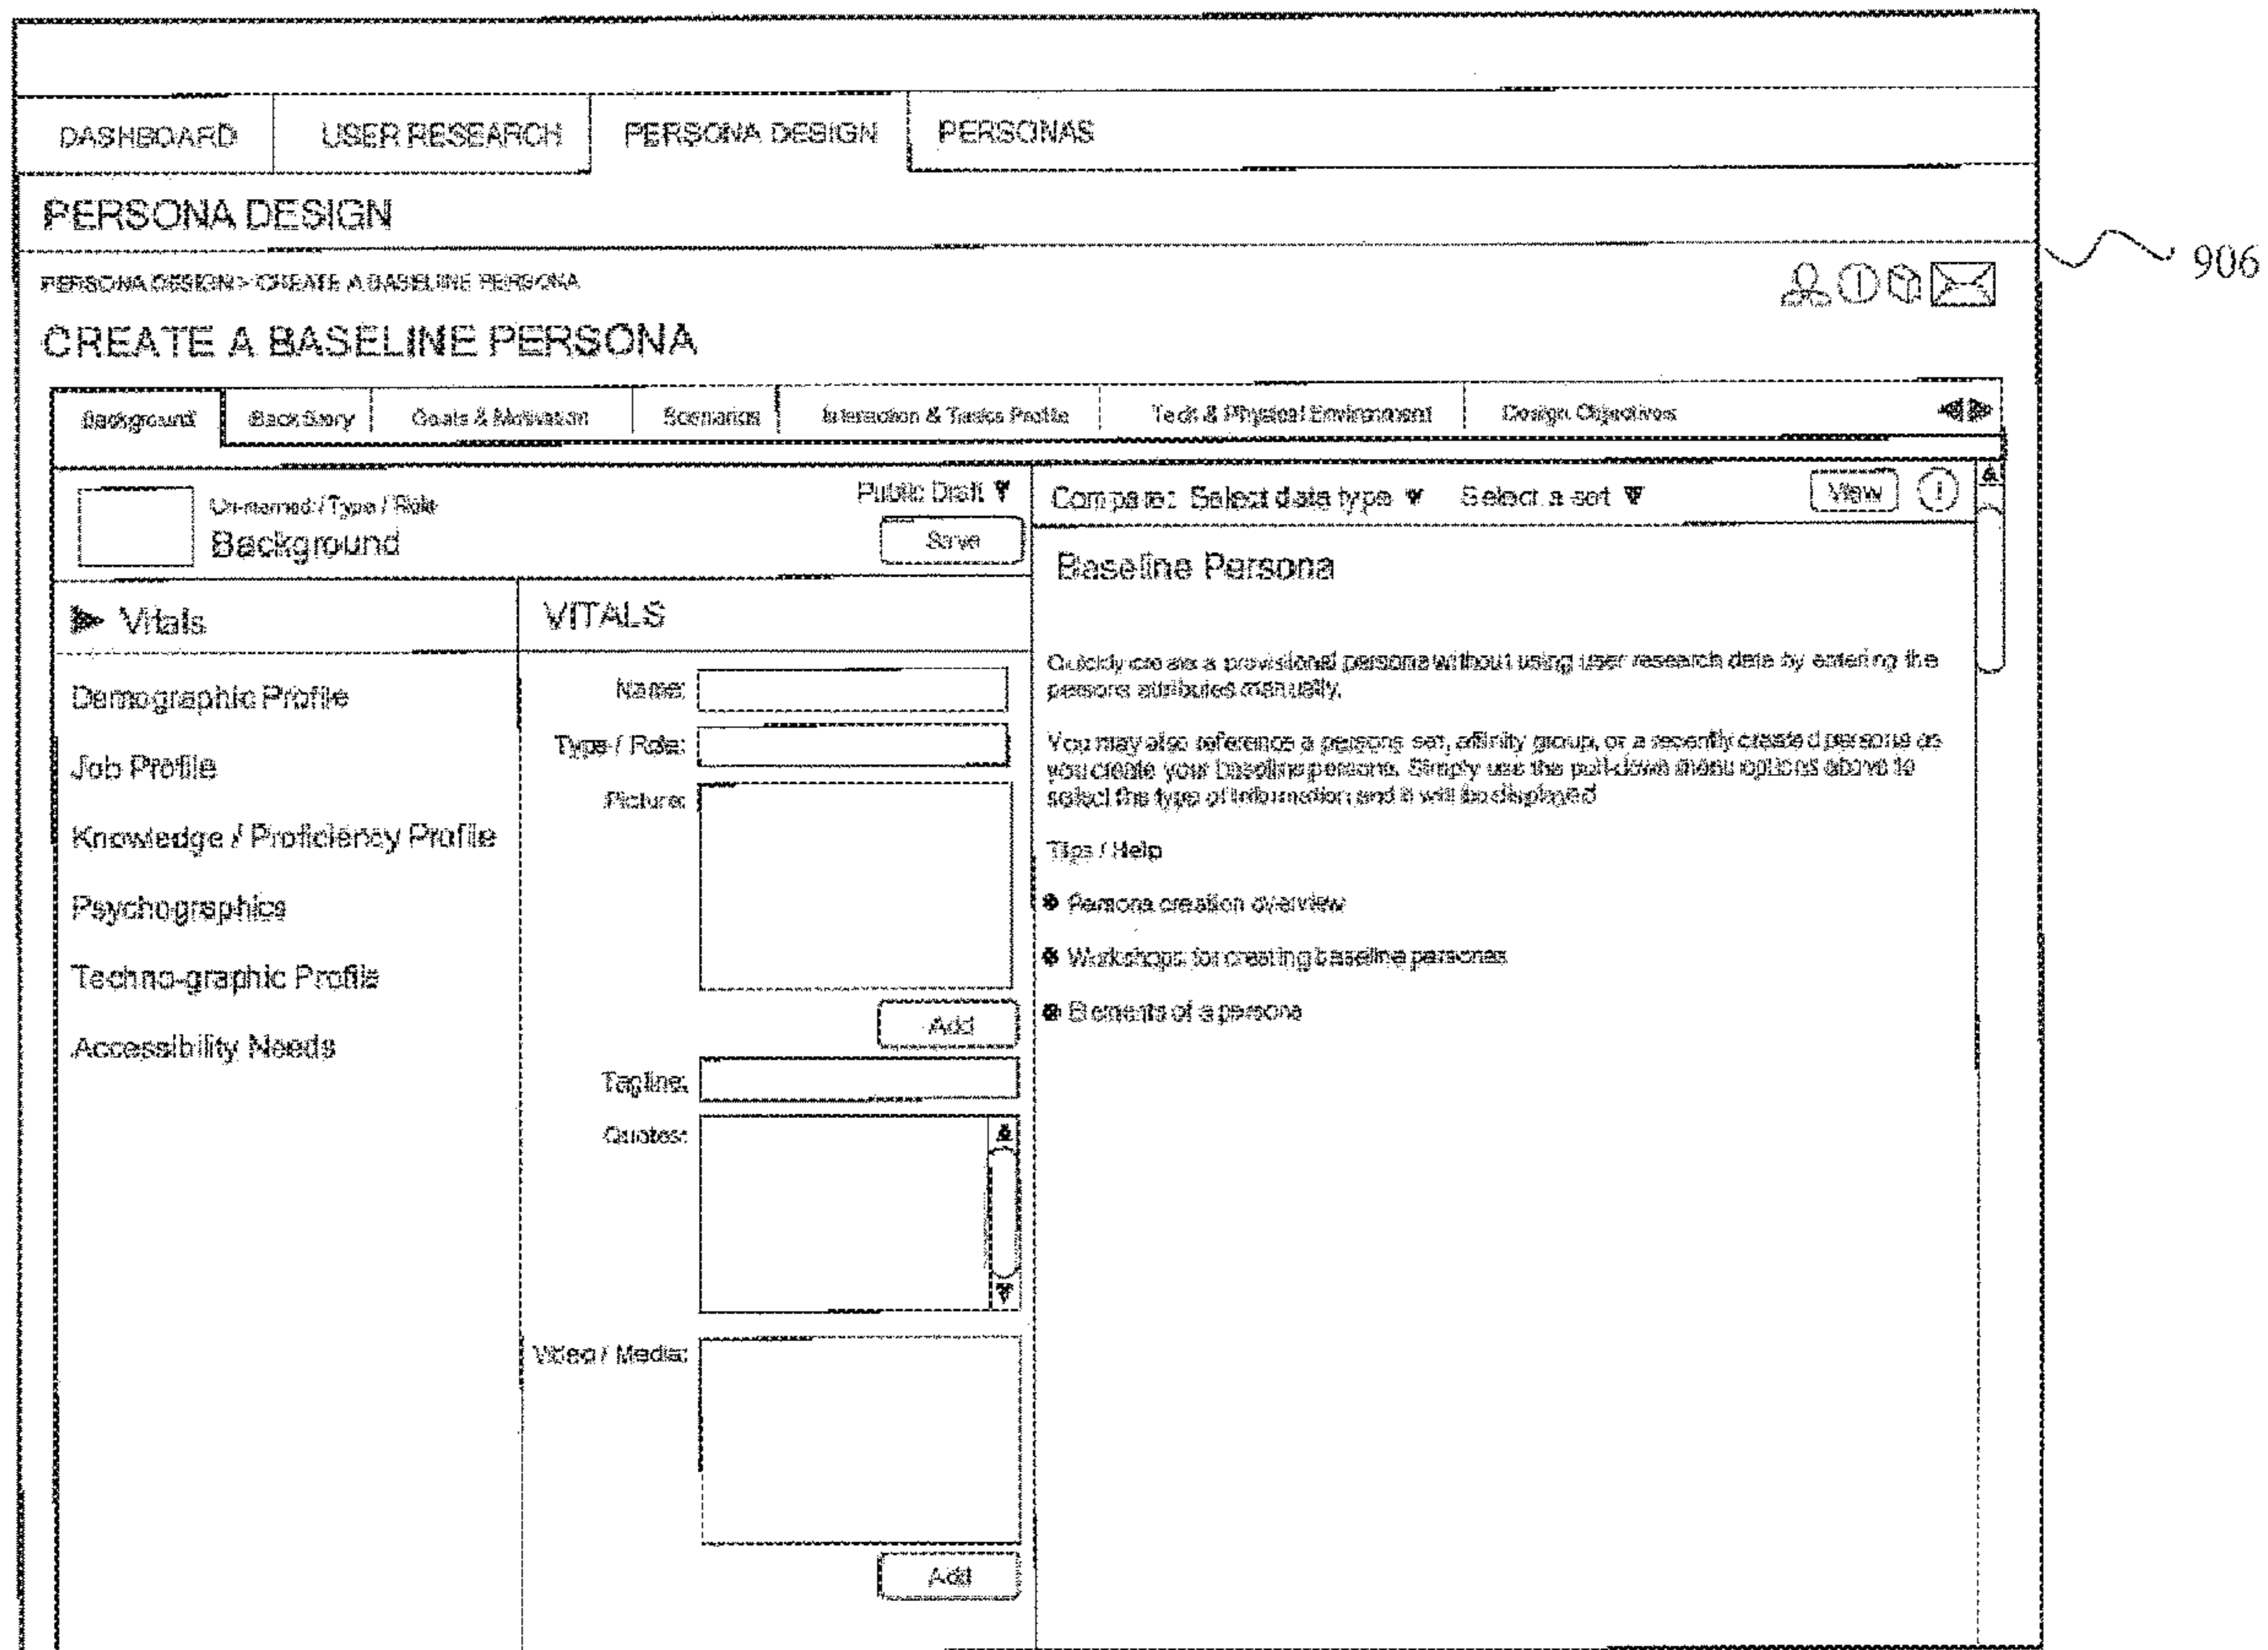 DASHBOARD
USER RESEARCH
PERSONA DESIGN
PERSONAS
PERSONA DESIGN
906
PERSONA DESIGN > CREATE A BASELINE PERSONA
CREATE A BASELINE PERSONA
Background
Back Story
Goals & Motivation
Scenarios
Interaction & Tasks Profile
Tech & Physical Environment
Design Objectives
Un-named / Type / Role
Background
Public Draft
Save
Compare: Select data type
Select a set
View
Baseline Persona
Vitals
Demographic Profile
Job Profile
Knowledge / Proficiency Profile
Psychographics
Techno-graphic Profile
Accessibility Needs
VITALS
Name:
Type / Role:
Picture:
Add
Tagline:
Quotes:
Video / Media:
Add
Quickly create a provisional persona without using user research data by entering the
persona attributes manually.
You may also reference a persona set, affinity group, or a recently created persona as
you create your baseline persona. Simply use the pull-down menu options above to
select the type of information and it will be displayed
Tips / Help
Persona creation overview
Workshops for creating baseline personas
Elements of a persona